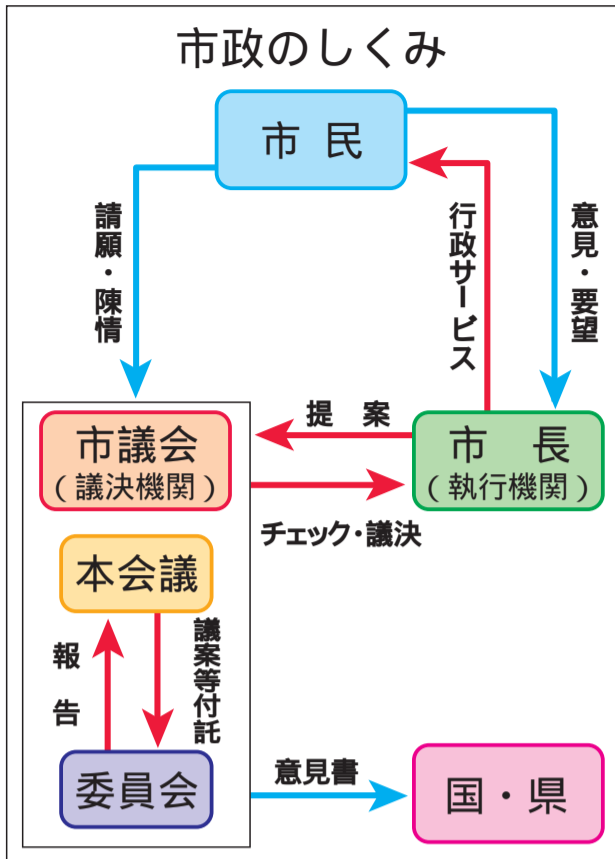 市政のしくみ
市 民
請願・陳情
行政サービス
意見・要望
市議会
（議決機関）
提 案
市 長
（執行機関）
チェック・議決
本会議
報 告
議案等付託
委員会
意見書
国・県